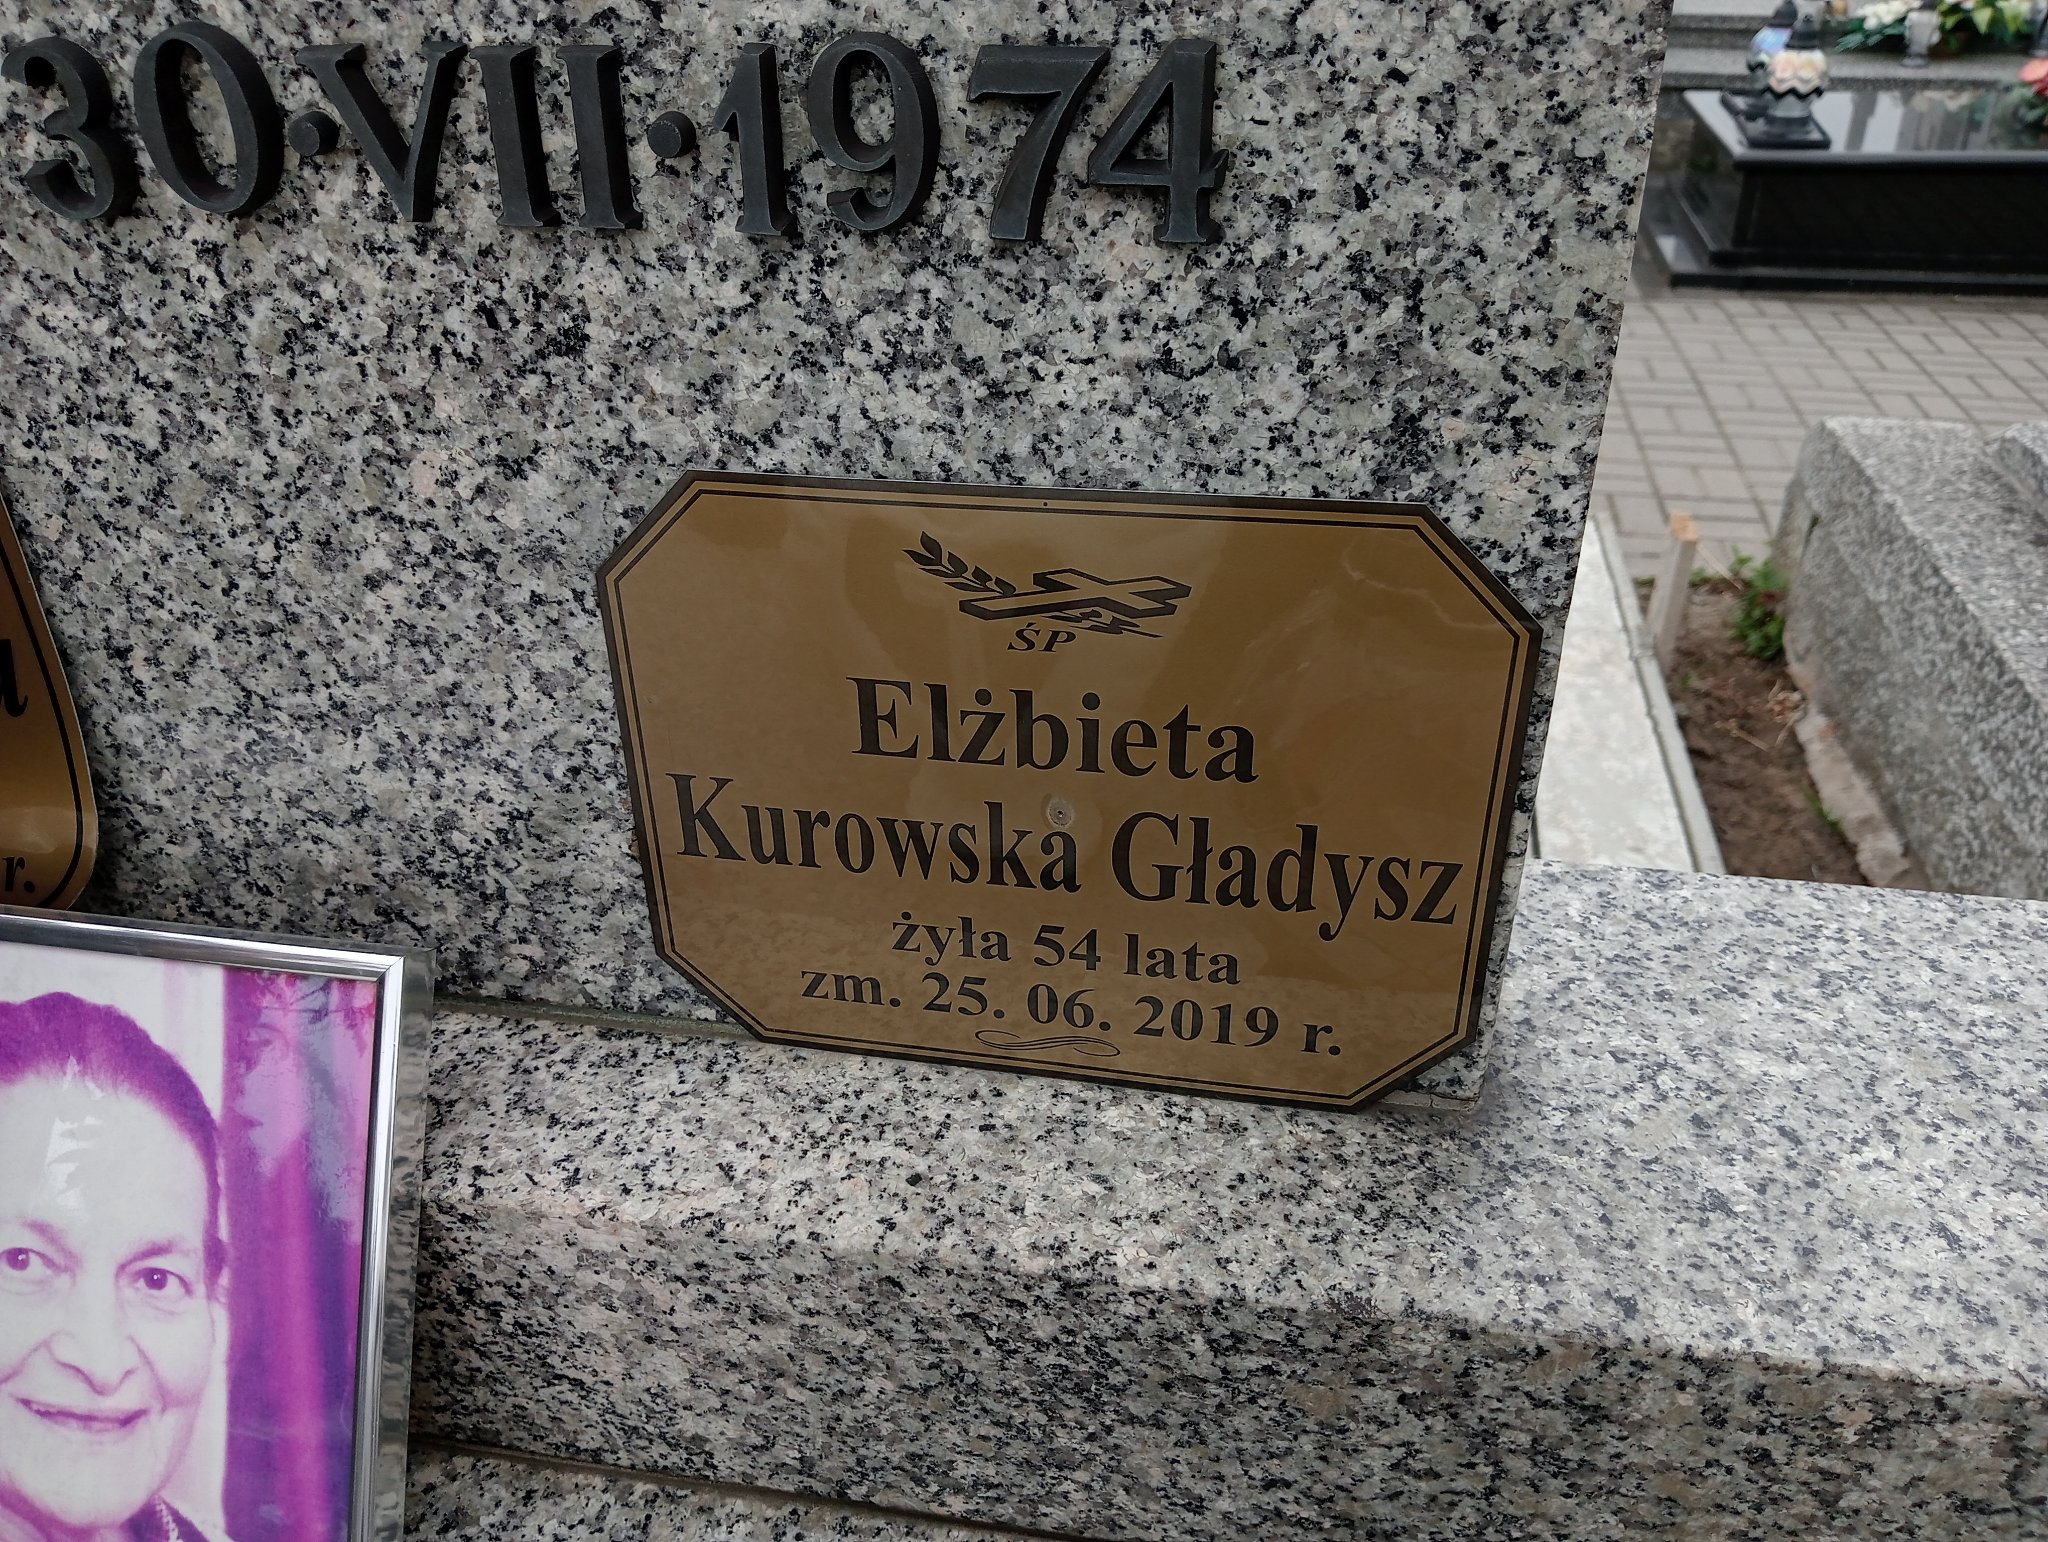 30·VII·1974
ŚP
Elżbieta
Kurowska Gładysz
żyła 54 lata
zm. 25. 06. 2019 r.
r.